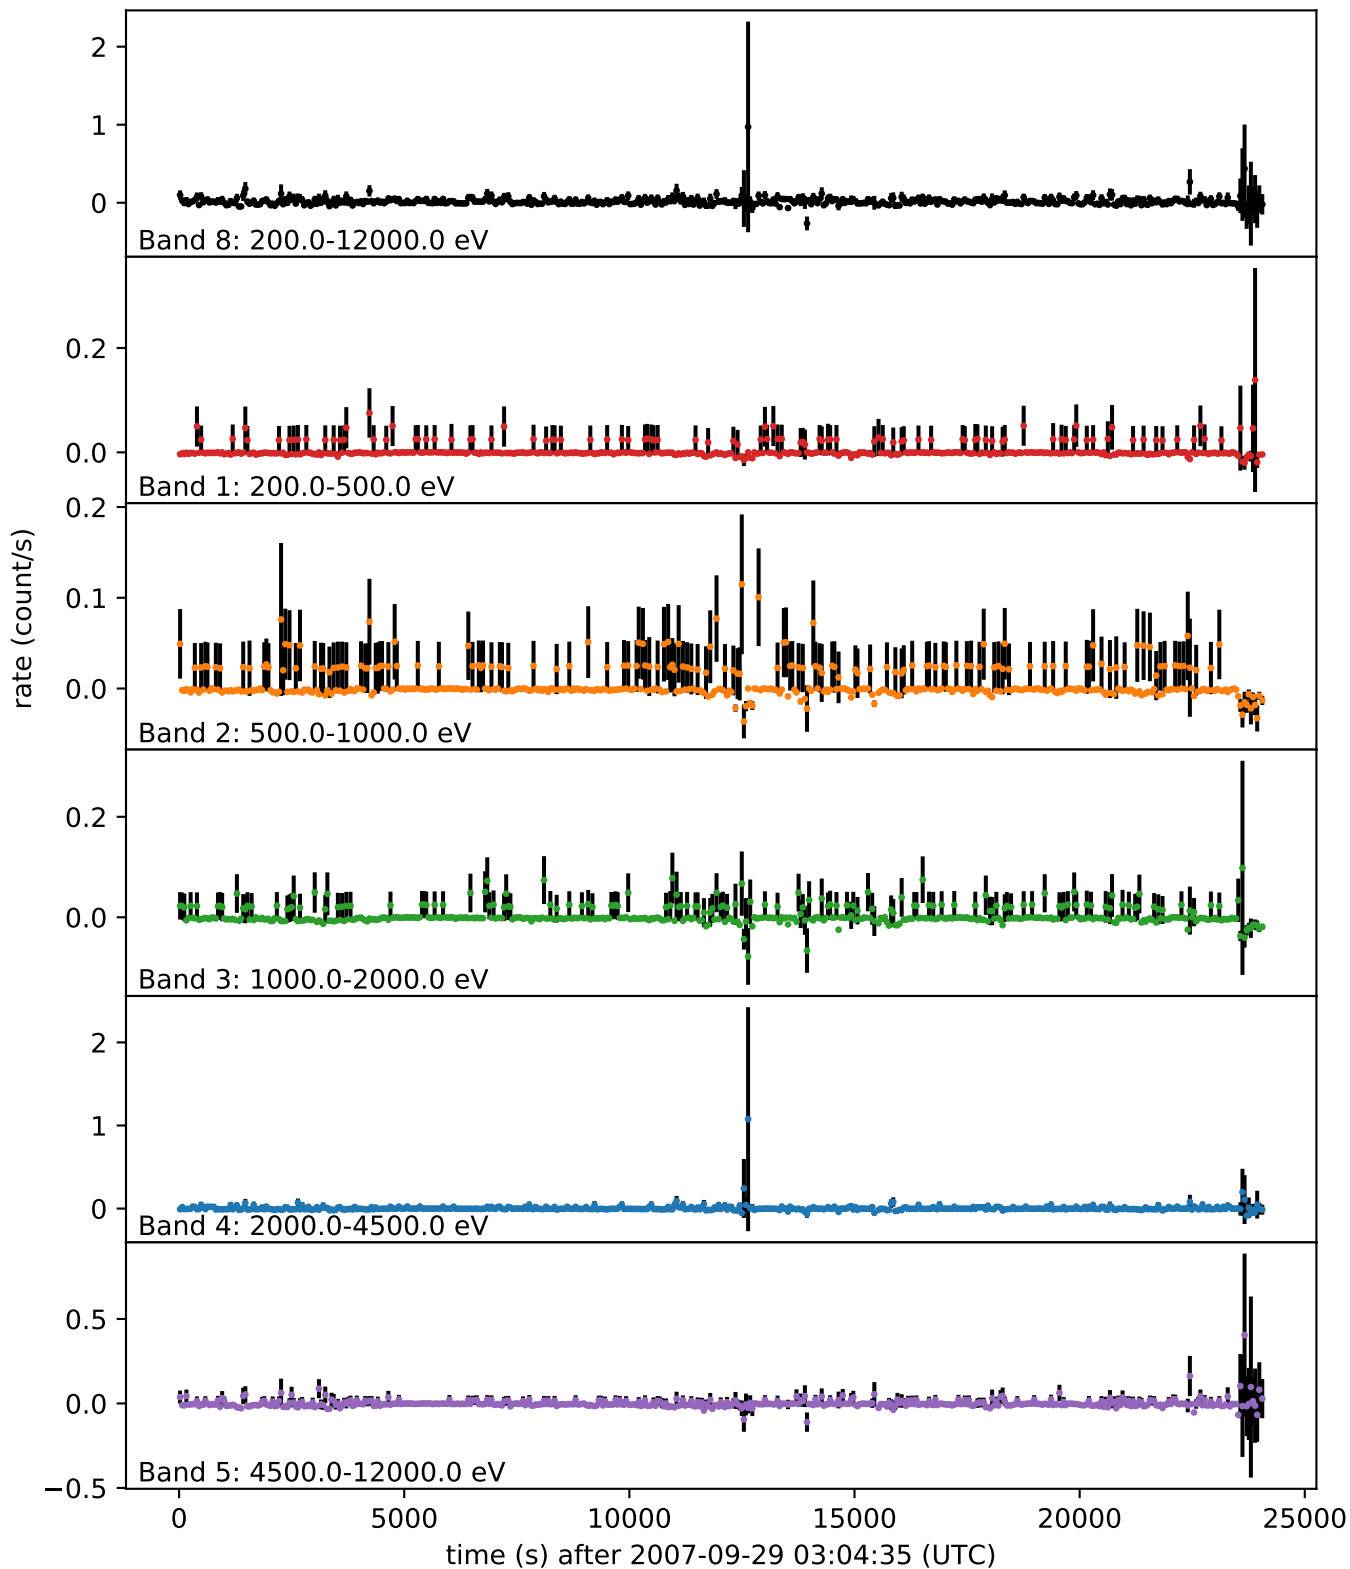 2
1
0
Band 8: 200.0-12000.0 eV
0.2
0.0
Band 1: 200.0-500.0 eV
0.2
0.1
0.0
Band 2: 500.0-1000.0 eV
rate (count/s)
0.2
0.0
Band 3: 1000.0-2000.0 eV
2
1
0
Band 4: 2000.0-4500.0 eV
0.5
0.0
−0.5
Band 5: 4500.0-12000.0 eV
0 5000 10000 15000 20000 25000
time (s) after 2007-09-29 03:04:35 (UTC)